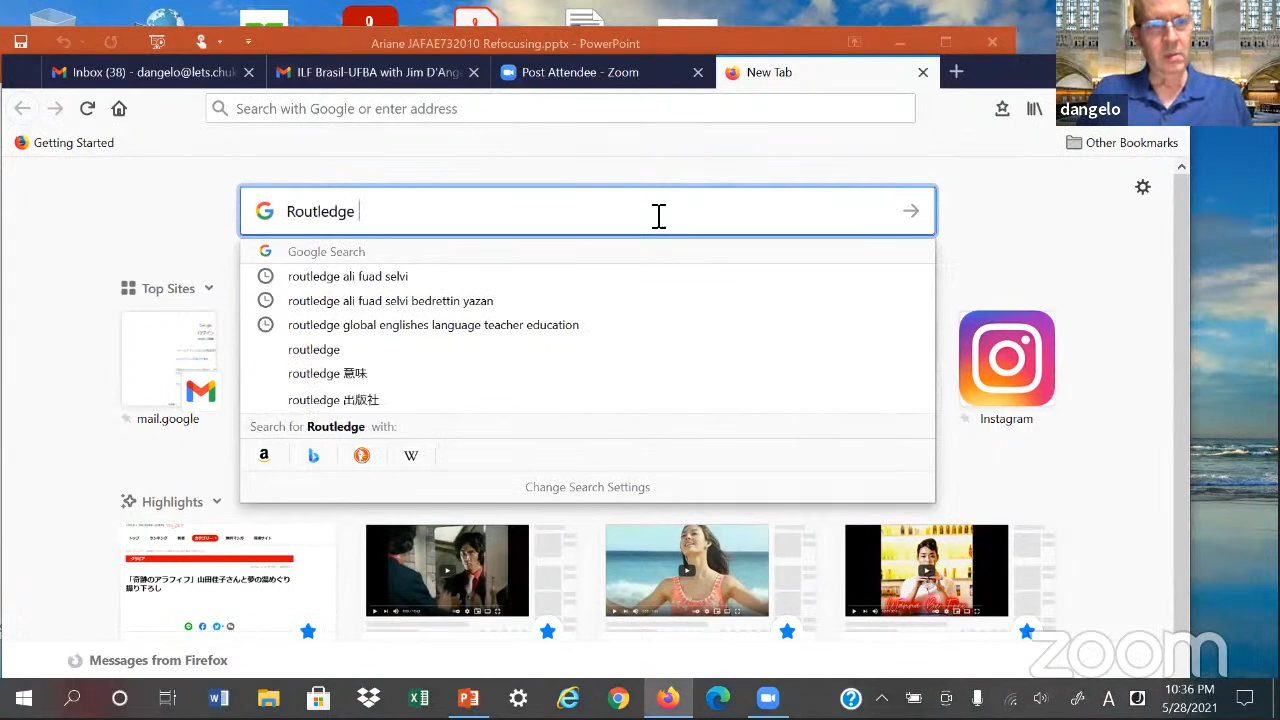 Ariane JAFAE732010 Refocusing.pptx - PowerPoint
Inbox (38) - dangelo@lets.chuk
ILF Brasil-UFBA with Jim D'Ang
Post Attendee - Zoom
New Tab
Search with Google or enter address
dangelo
Getting Started
Other Bookmarks
Routledge
Google Search
routledge ali fuad selvi
routledge ali fuad selvi bedrettin yazan
routledge global englishes language teacher education
routledge
routledge 意味
routledge 出版社
Search for Routledge with:
Change Search Settings
Top Sites
mail.google
Instagram
Highlights
「奇跡のアラフィフ」山田佳子さんと夢の温めぐり
撮り下ろし
Messages from Firefox
zoom
10:36 PM
5/28/2021